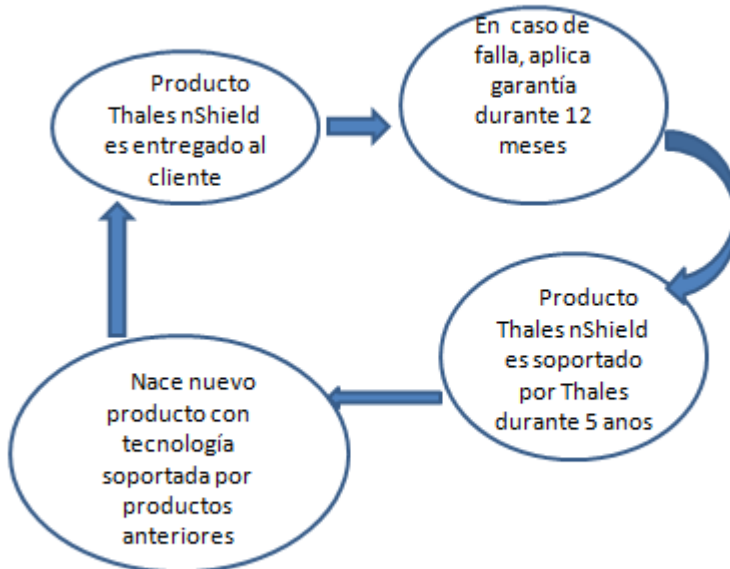 Producto
Thales nShield
es entregado al
cliente
En  caso de
falla, aplica
garantía
durante 12
meses
Producto
Thales nShield
es soportado
por Thales
durante 5 anos
Nace nuevo
producto con
tecnología
soportada por
productos
anteriores